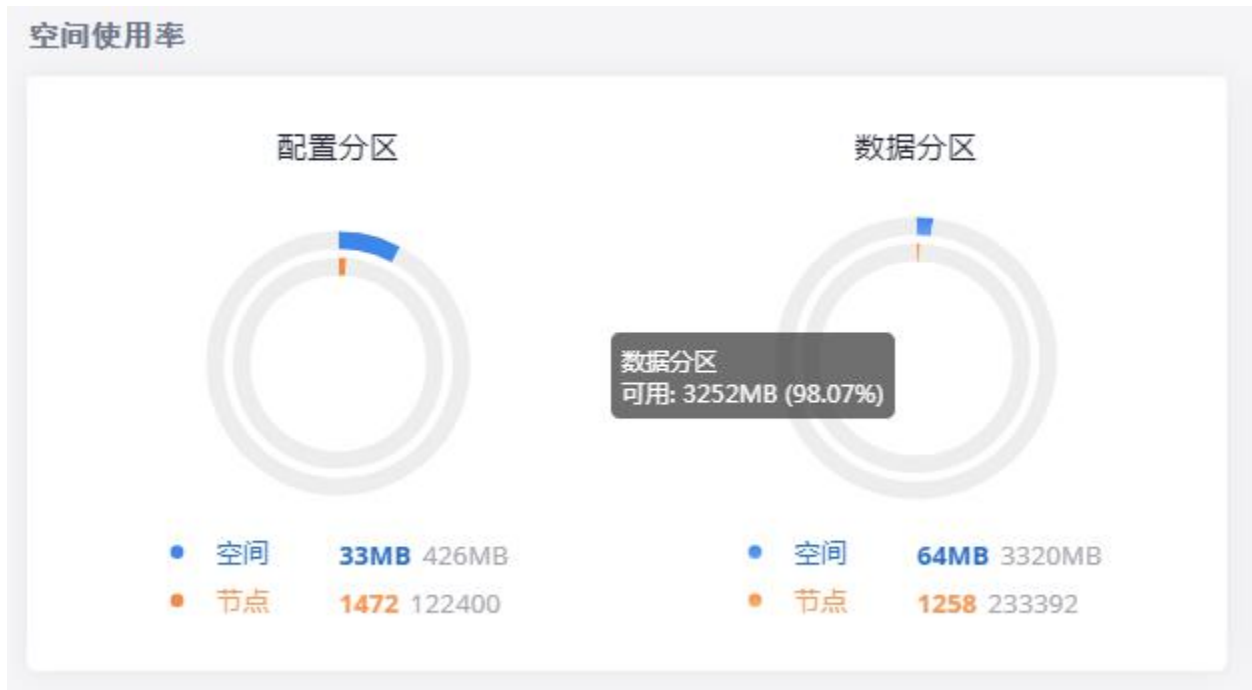 空间使用率
配置分区
数据分区
数据分区
可用: 3252MB (98.07%)
空间 33MB 426MB
节点 1472 122400
空间 64MB 3320MB
节点 1258 233392